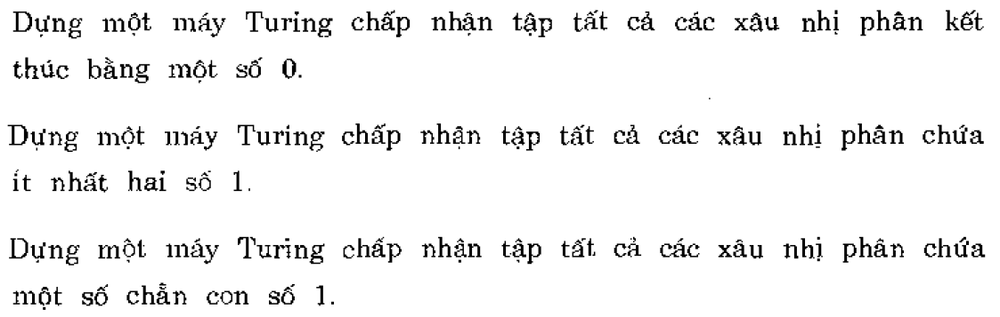 Dựng một máy Turing chấp nhận tập tất cả các xâu nhị phân kết
thúc bằng một số 0.
Dựng một máy Turing chấp nhận tập tất cả các xâu nhị phân chứa
ít nhất hai số 1.
Dựng một máy Turing chấp nhận tập tất cả các xâu nhị phân chứa
một số chẵn con số 1.